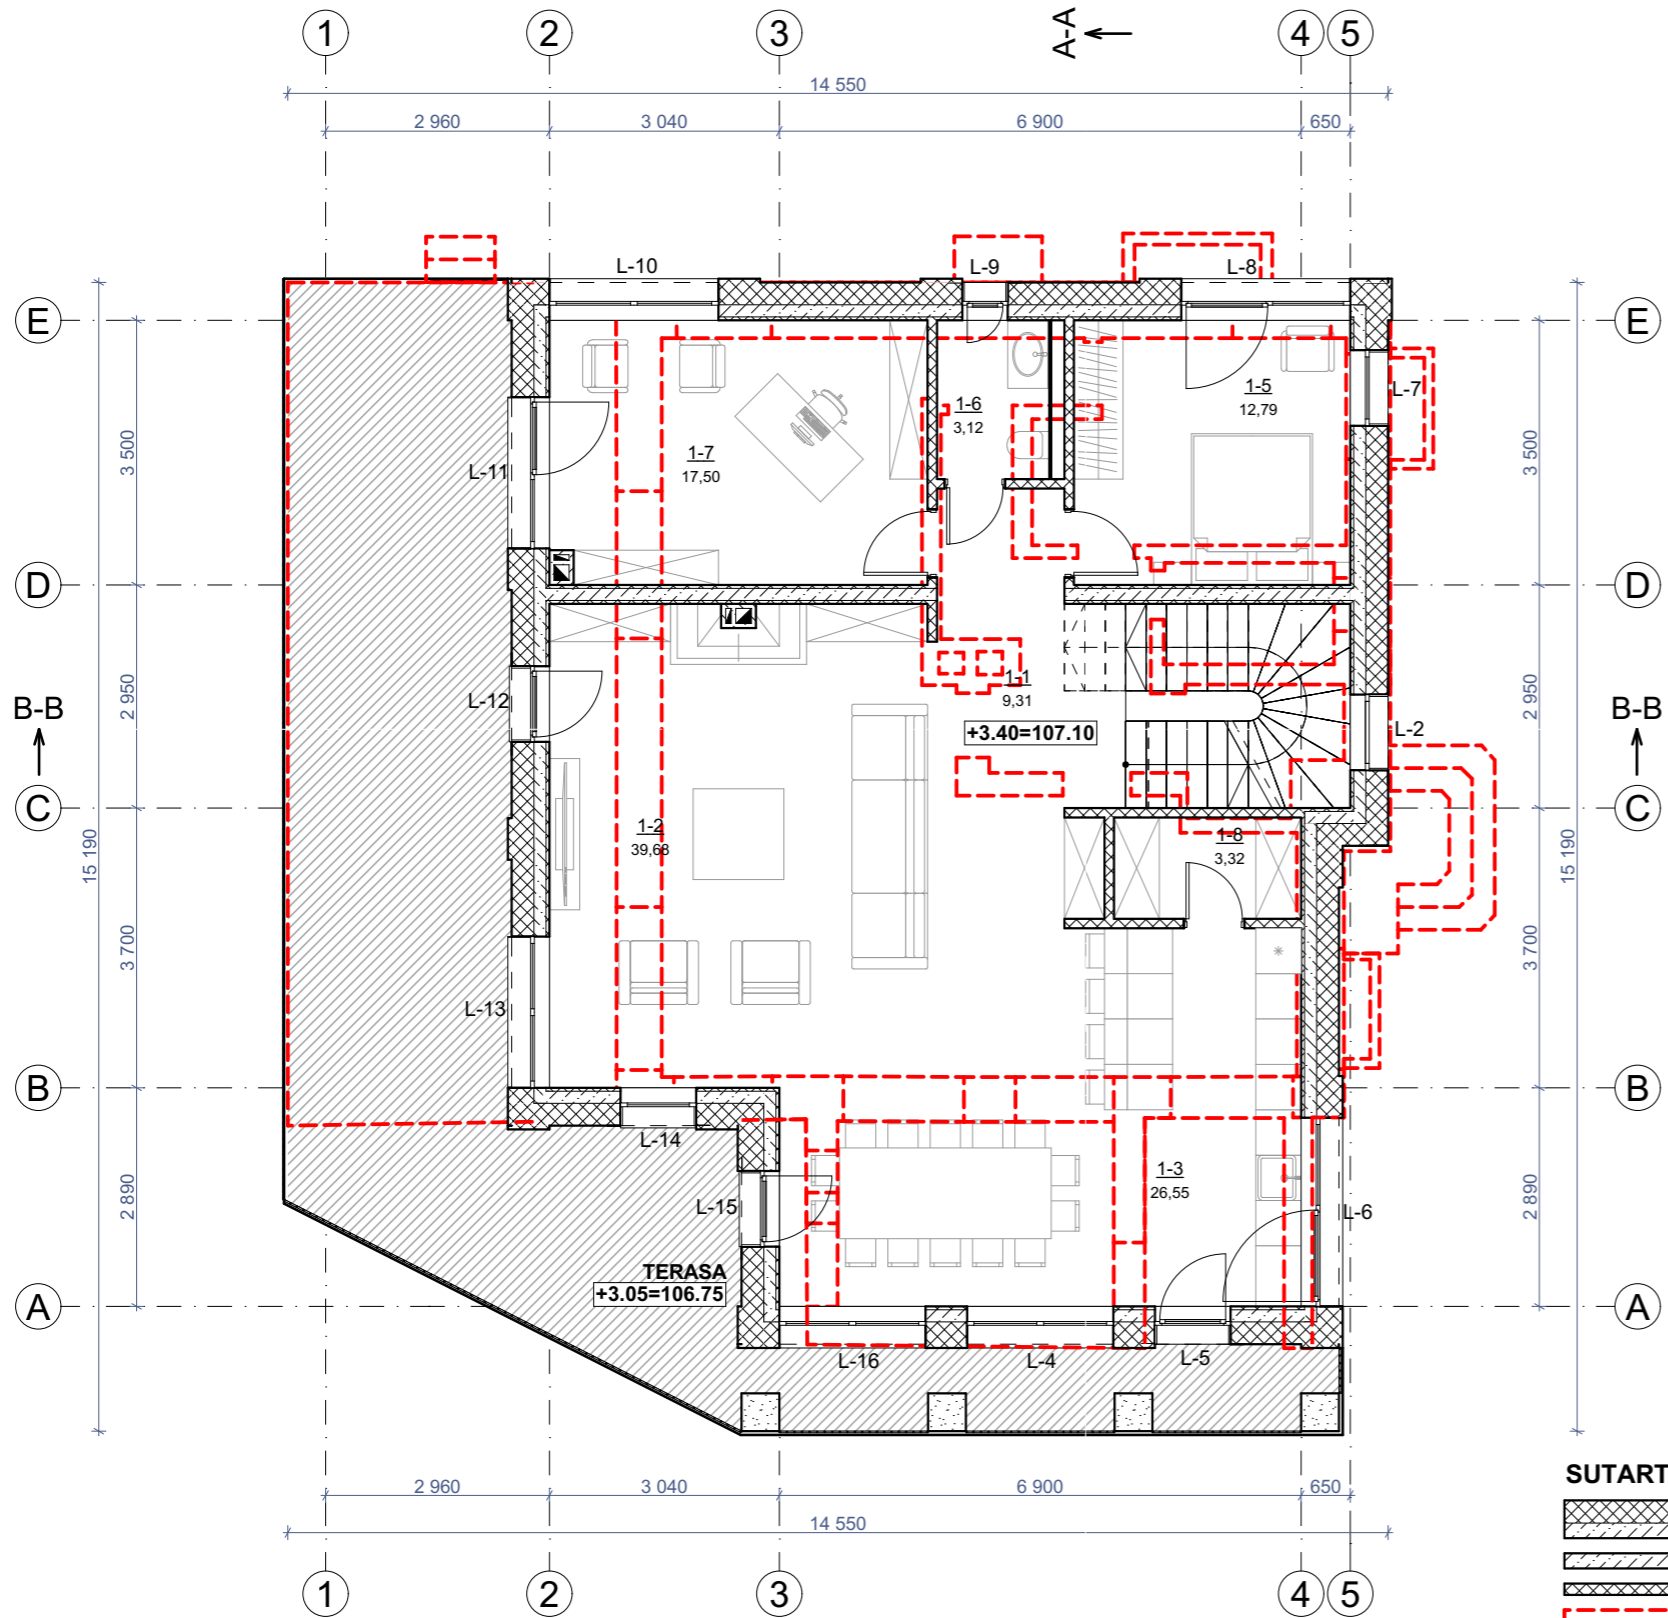 1 2 3 A-A 4 5
14 550
2 960 3 040 6 900 650
L-10 L-9 L-8
E E
L-7
1-5
12,79
1-6
3,12
1-7
17,50
L-11
3 500 3 500
D D
L-12
B-B B-B
2 950 2 950
1-1
9,31
+3.40=107.10
L-2
C C
15 190 15 190
1-2
39,68
1-8
3,32
3 700 3 700
L-13
B B
L-14
1-3
26,55
L-15 L-6
2 890 2 890
TERASA
+3.05=106.75
A A
L-16 L-4 L-5
SUTART
2 960 3 040 6 900 650
14 550
1 2 3 4 5